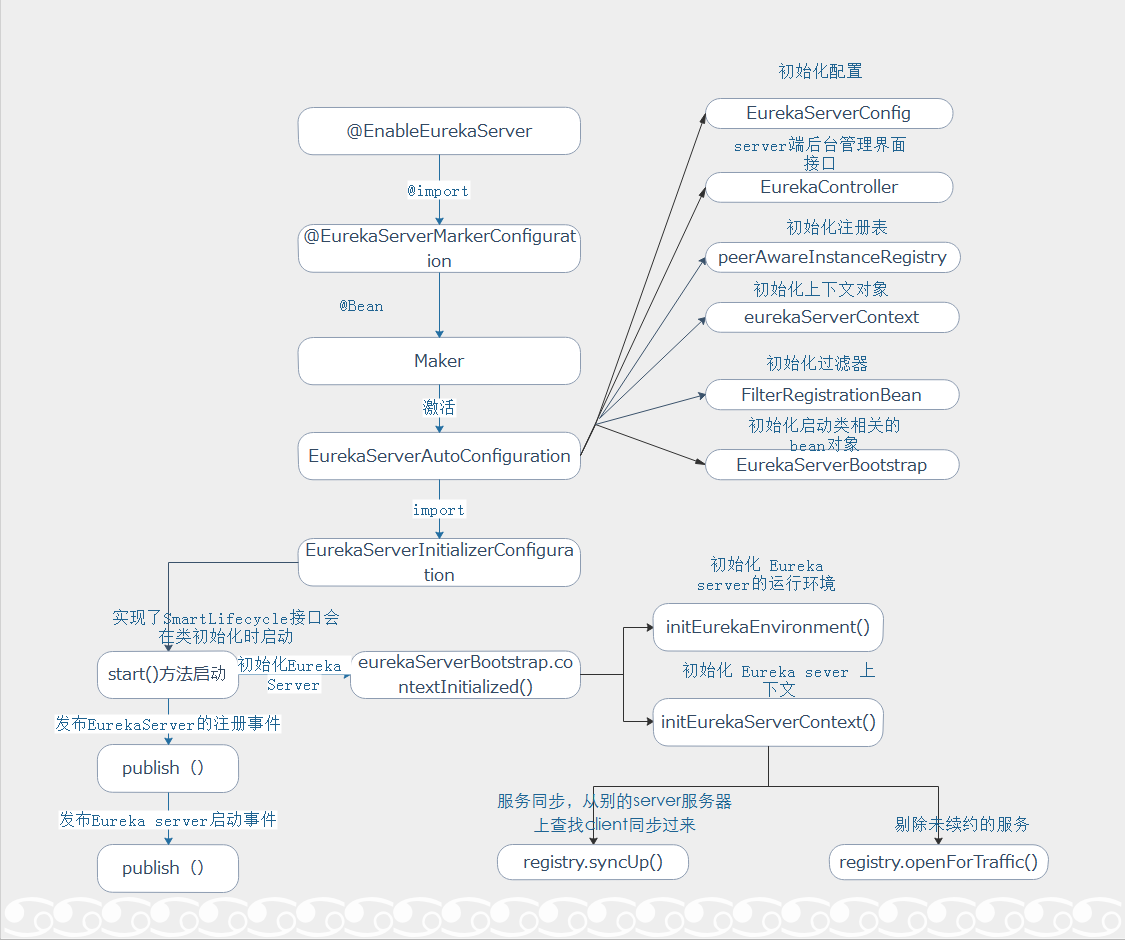 初始化配置
EurekaServerConfig
@EnableEurekaServer
server端后台管理界面
接口
EurekaController
@import
初始化注册表
@EurekaServerMarkerConfigurat
ion
peerAwareInstanceRegistry
初始化上下文对象
eurekaServerContext
@Bean
Maker
初始化过滤器
FilterRegistrationBean
激活
初始化启动类相关的
bean对象
EurekaServerAutoConfiguration
EurekaServerBootstrap
import
EurekaServerInitializerConfigura
tion
初始化 Eureka
server的运行环境
实现了SmartLifecycle接口会
在类初始化时启动
initEurekaEnvironment()
start()方法启动
初始化Eureka
Server
eurekaServerBootstrap.co
ntextInitialized()
初始化 Eureka sever 上
下文
initEurekaServerContext()
发布EurekaServer的注册事件
publish（）
服务同步，从别的server服务器
上查找client同步过来
剔除未续约的服务
发布Eureka server启动事件
publish（）
registry.syncUp()
registry.openForTraffic()